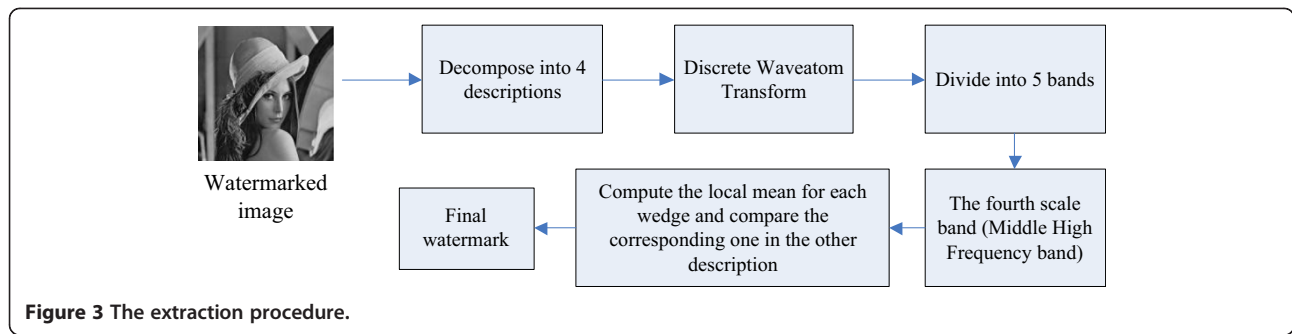 Watermarked
image
Decompose into 4
descriptions
Discrete Waveatom
Transform
Divide into 5 bands
The fourth scale
band (Middle High
Frequency band)
Compute the local mean for each
wedge and compare the
corresponding one in the other
description
Final
watermark
Figure 3 The extraction procedure.